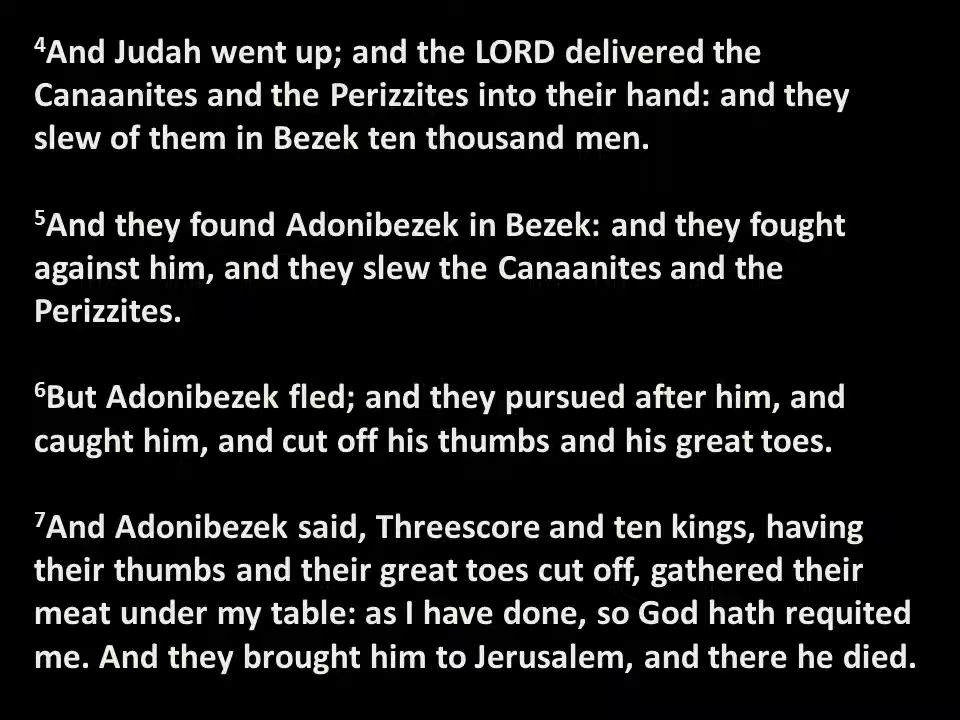 4And Judah went up; and the LORD delivered the
Canaanites and the Perizzites into their hand: and they
slew of them in Bezek ten thousand men.
5And they found Adonibezek in Bezek: and they fought
against him, and they slew the Canaanites and the
Perizzites.
6But Adonibezek fled; and they pursued after him, and
caught him, and cut off his thumbs and his great toes.
7And Adonibezek said, Threescore and ten kings, having
their thumbs and their great toes cut off, gathered their
meat under my table: as I have done, so God hath requited
me. And they brought him to Jerusalem, and there he died.